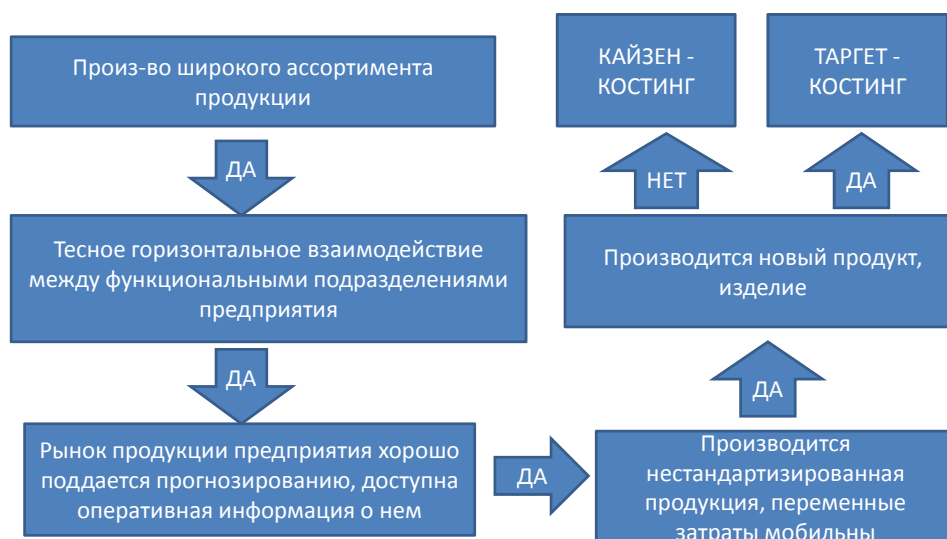 Произ-во широкого ассортимента
продукции
ДА
Тесное горизонтальное взаимодействие
между функциональными подразделениями
предприятия
ДА
Рынок продукции предприятия хорошо
поддается прогнозированию, доступна
оперативная информация о нем
ДА
Производится
нестандартизированная
продукция, переменные
затраты мобильны
ДА
Производится новый продукт,
изделие
НЕТ
ДА
КАЙЗЕН -
КОСТИНГ
ТАРГЕТ -
КОСТИНГ